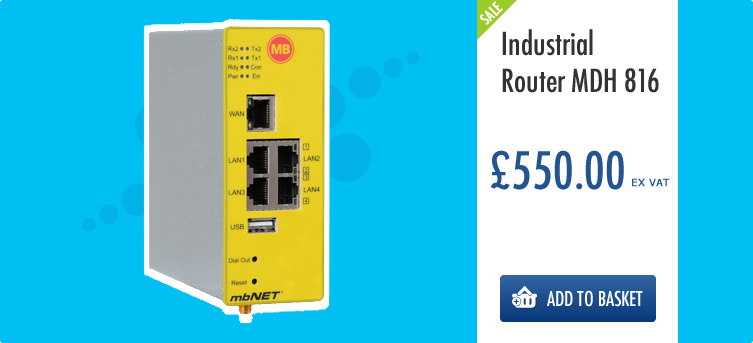 MB
Rx2 Tx2
Rx1 Tx1
Rdy Con
Pwr Err
WAN
1
LAN1 LAN2
2
3
LAN3 LAN4
4
USB
Dial Out
Reset
mbNET
SALE
Industrial
Router MDH 816
£550.00 EX VAT
ADD TO BASKET